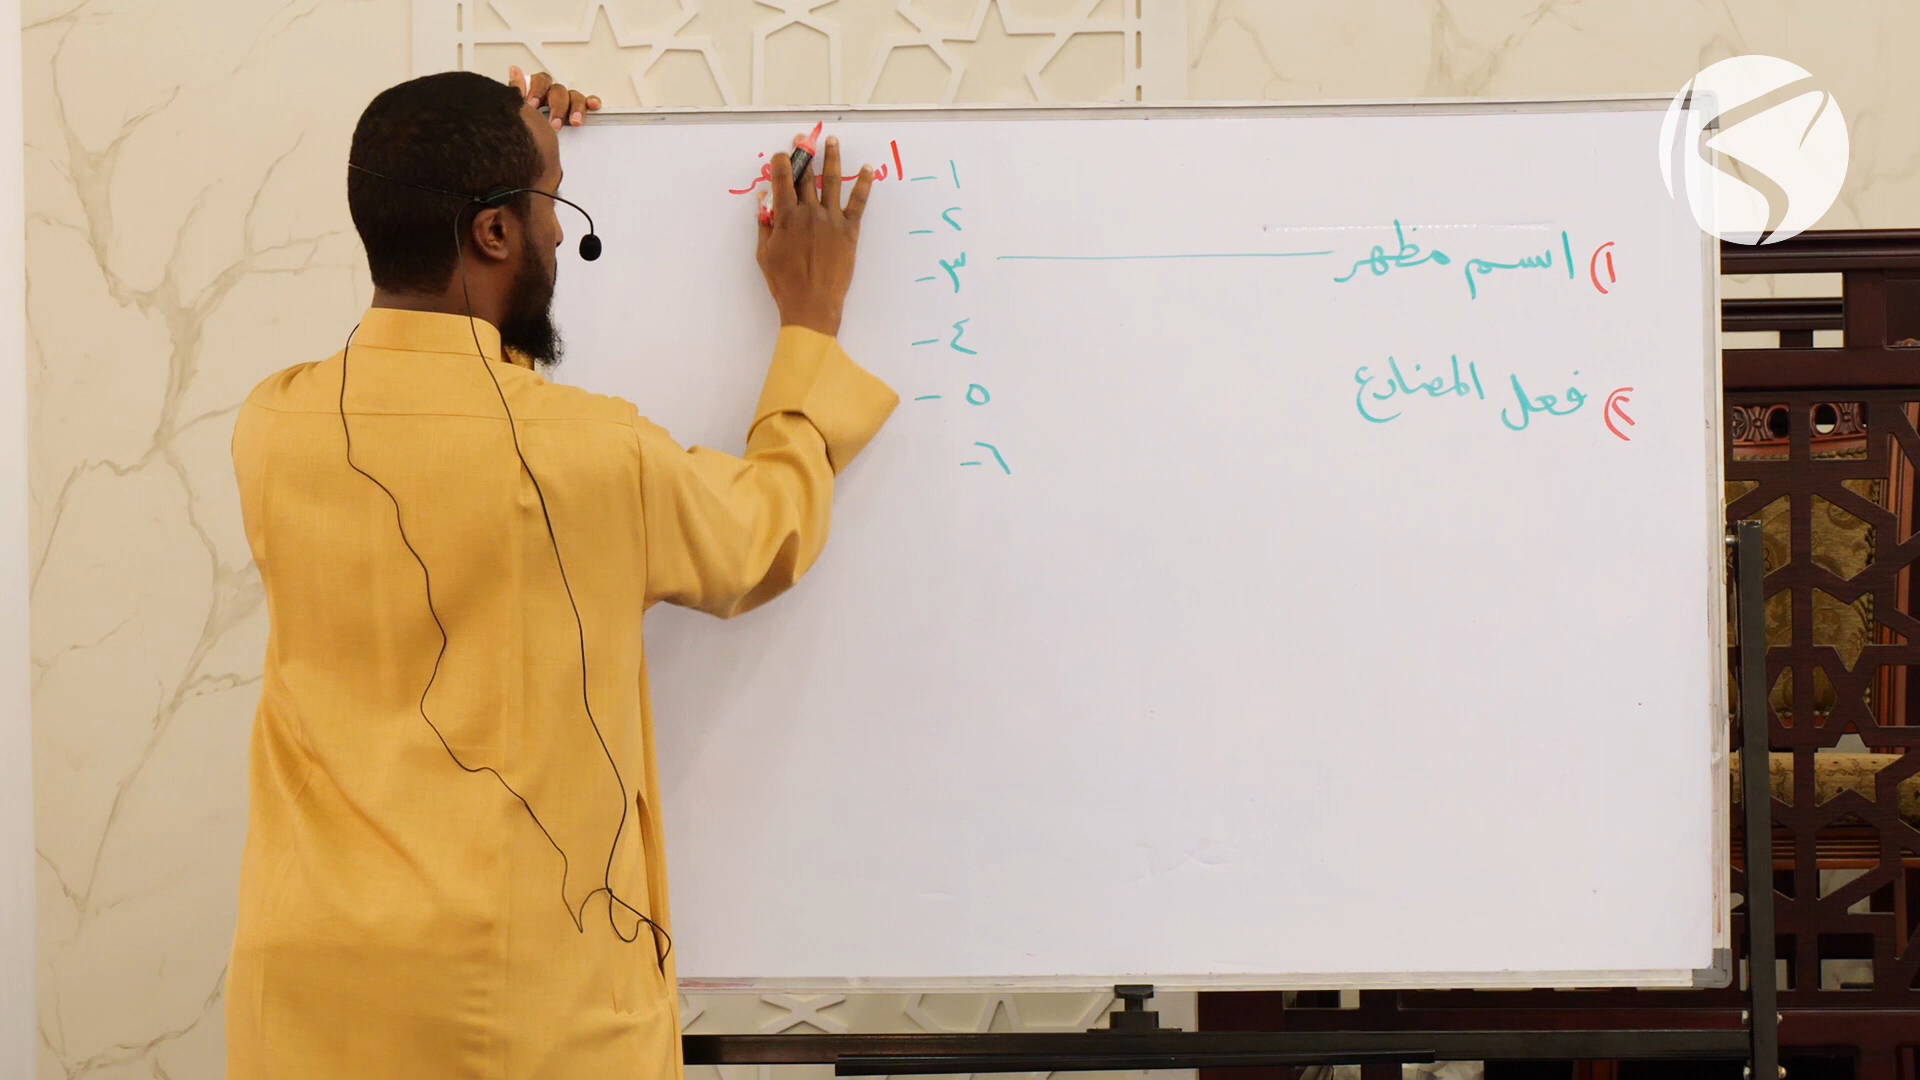 ١) اسم مظهر
٢) فعل المضارع
١- اسم
٢-
٣-
٤-
٥-
٦-